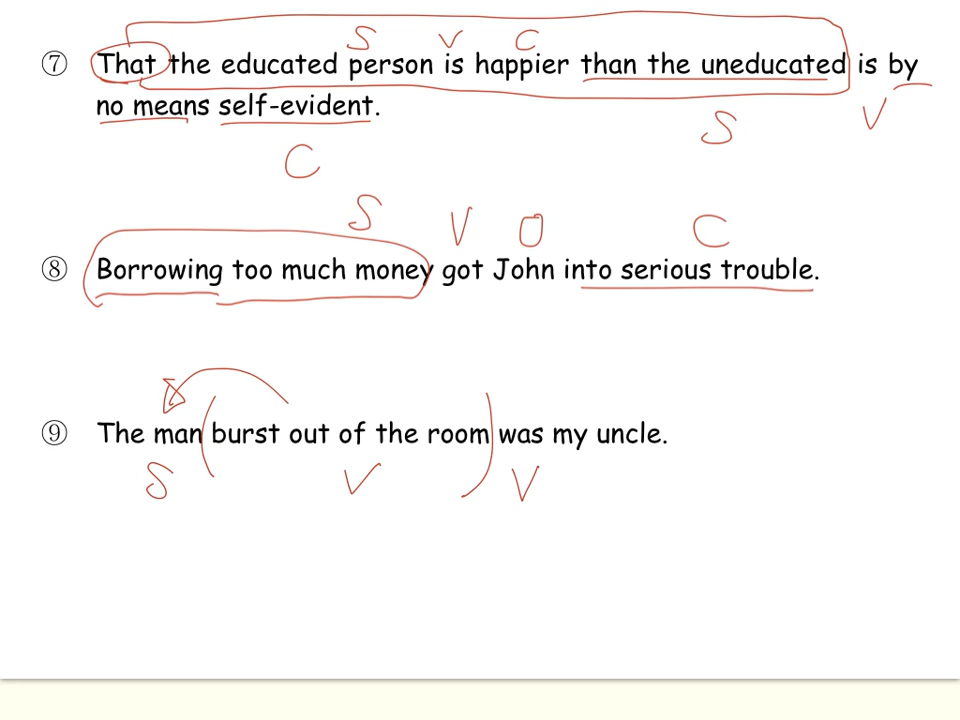 S V C
⑦ That the educated person is happier than the uneducated is by
S V
no means self-evident.
C
S V O C
⑧ Borrowing too much money got John into serious trouble.
⑨ The man (burst out of the room) was my uncle.
S V V